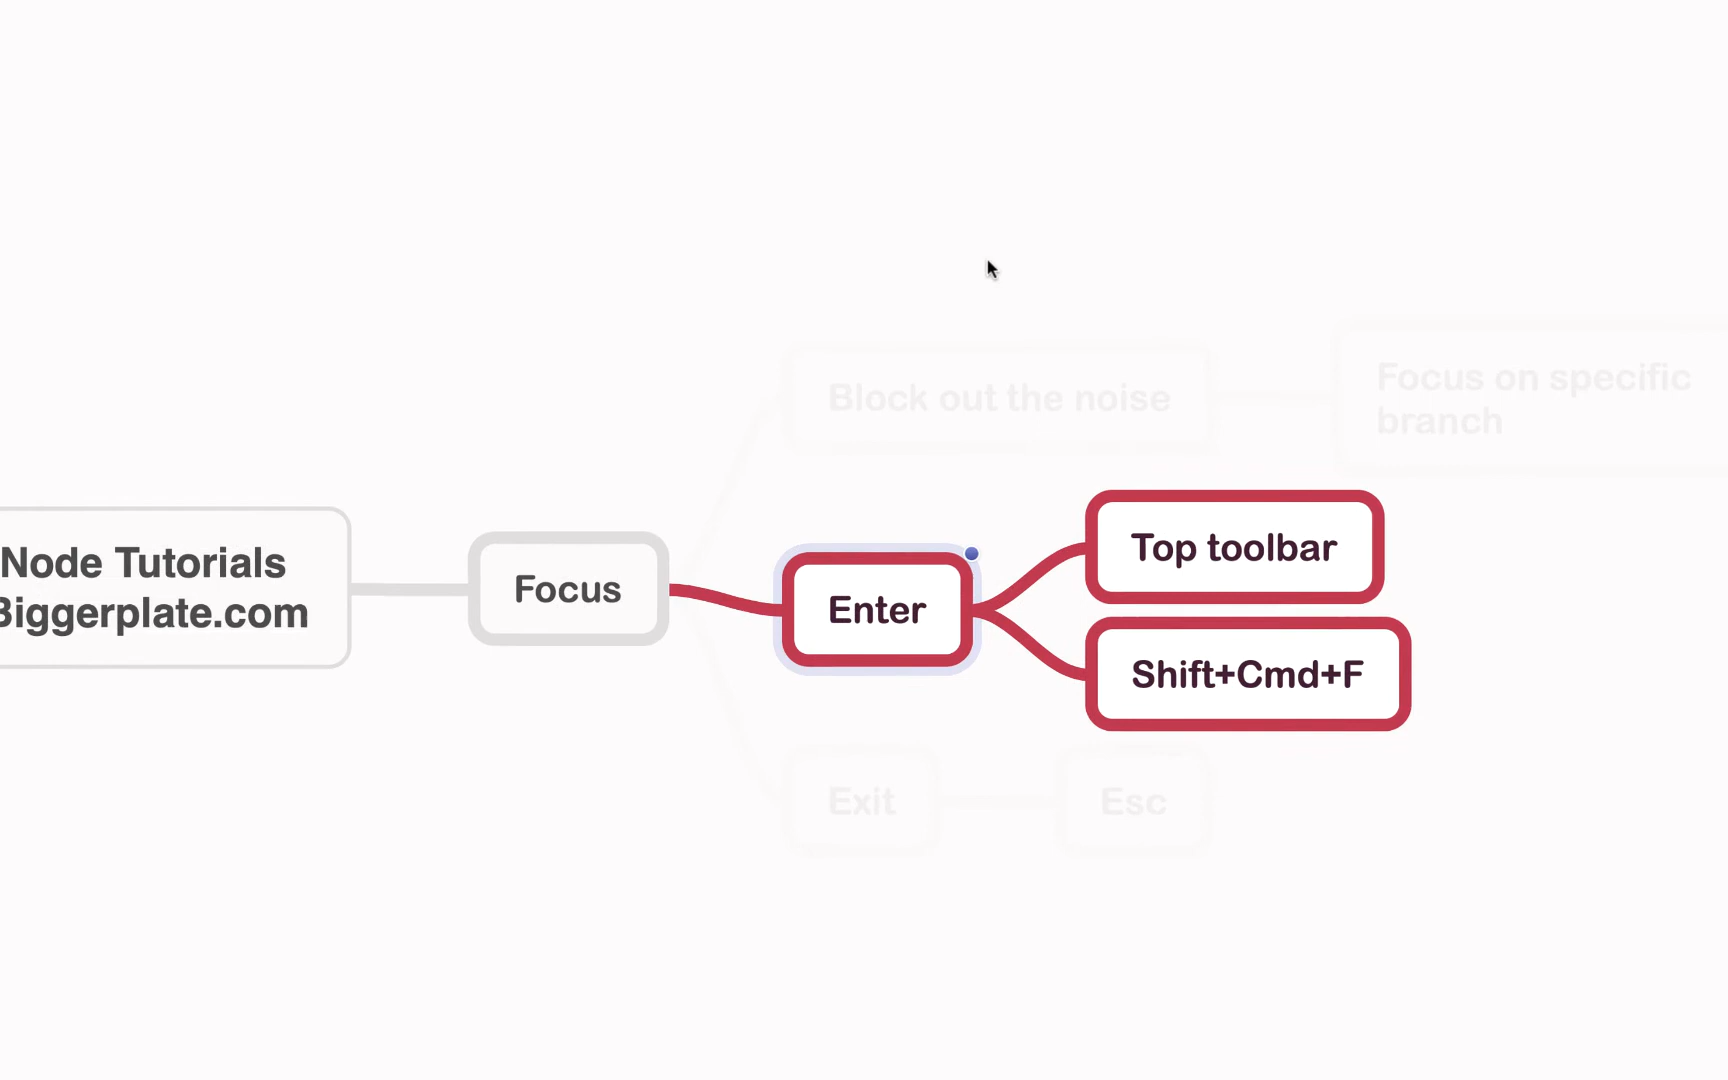 Node Tutorials
Biggerplate.com
Focus
Block out the noise
Focus on specific
branch
Enter
Top toolbar
Shift+Cmd+F
Exit
Esc